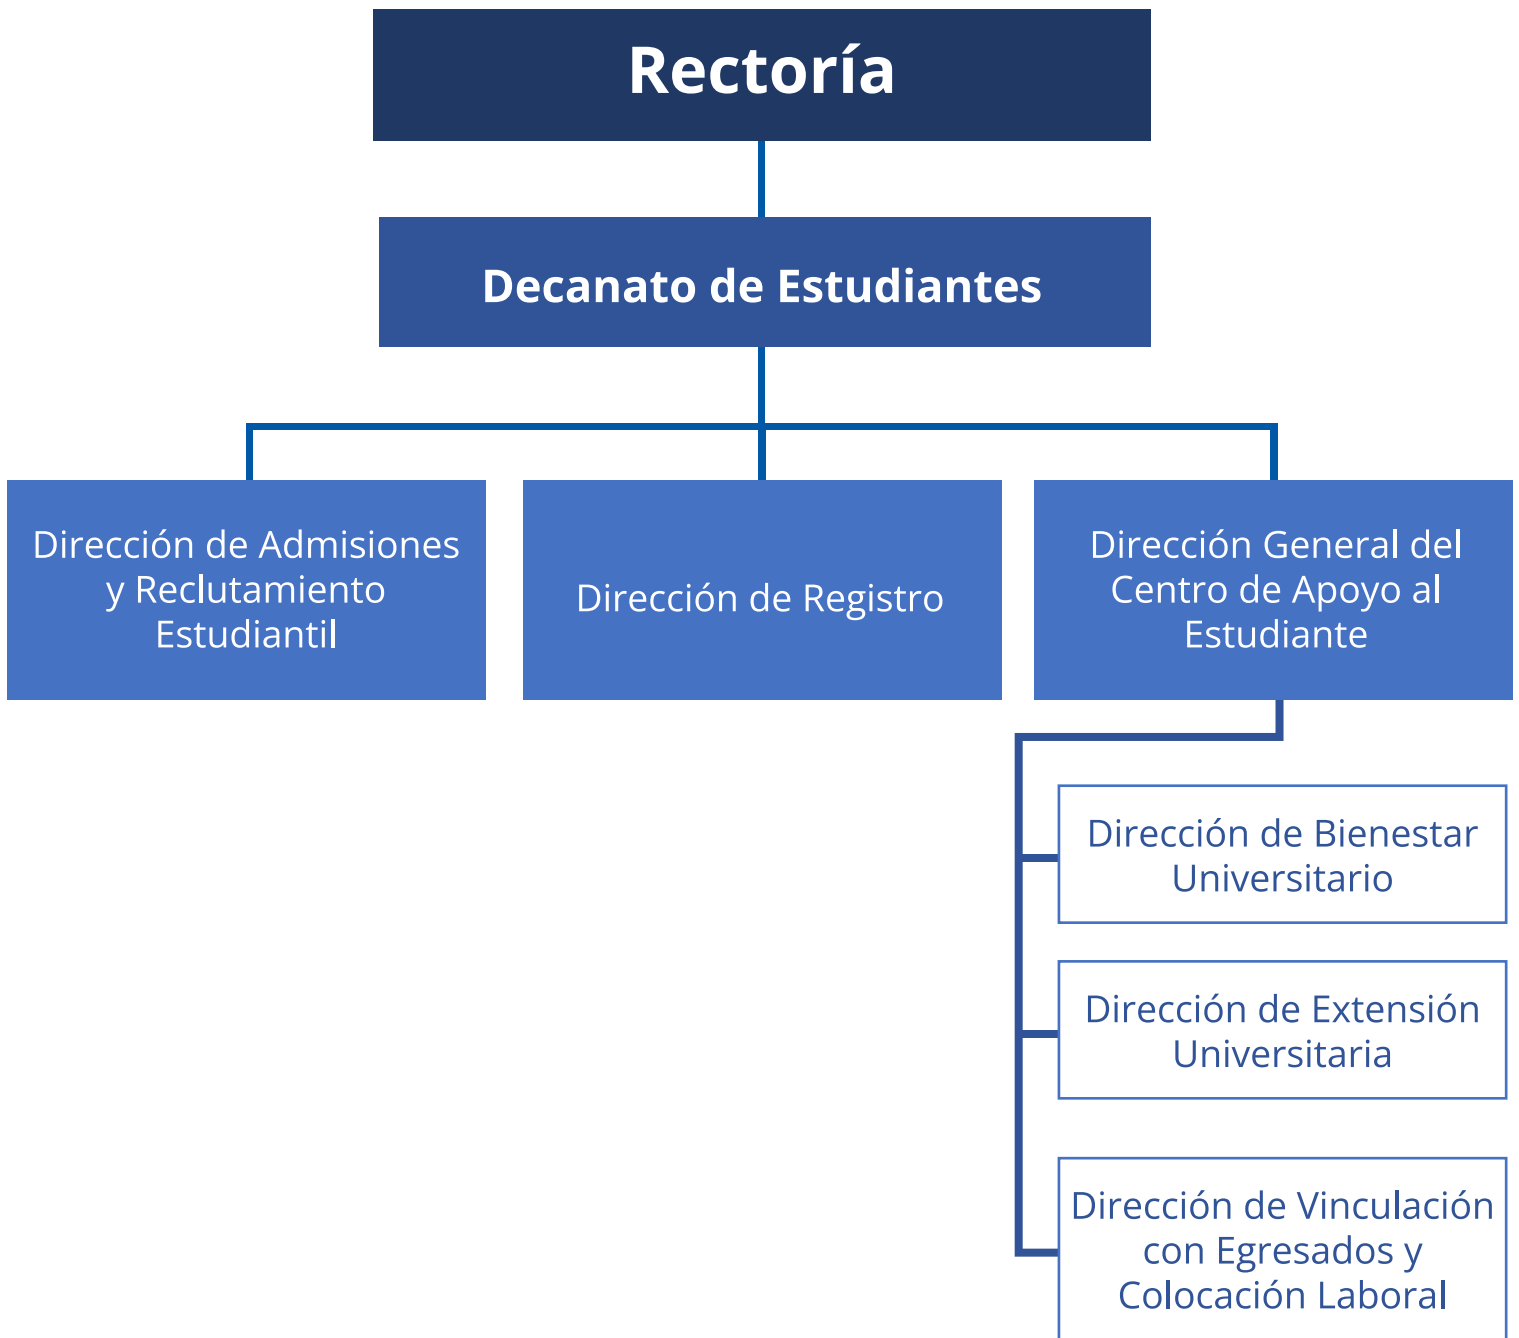 Rectoría
Decanato de Estudiantes
Dirección de Admisiones
y Reclutamiento
Estudiantil
Dirección de Registro
Dirección General del
Centro de Apoyo al
Estudiante
Dirección de Bienestar
Universitario
Dirección de Extensión
Universitaria
Dirección de Vinculación
con Egresados y
Colocación Laboral